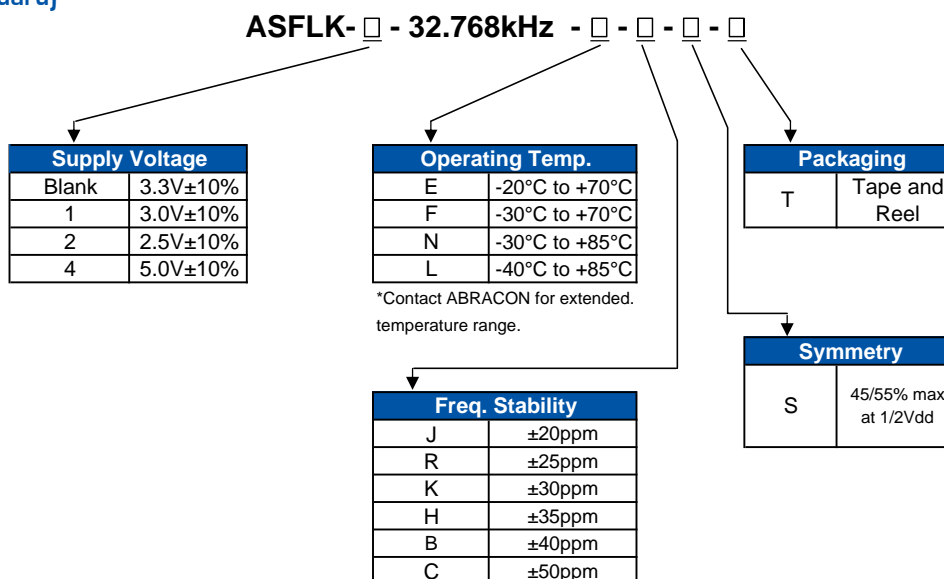 ASFLK- □ - 32.768kHz - □ - □ - □ - □
Supply Voltage
Blank 3.3V±10%
1 3.0V±10%
2 2.5V±10%
4 5.0V±10%
Operating Temp.
E -20°C to +70°C
F -30°C to +70°C
N -30°C to +85°C
L -40°C to +85°C
*Contact ABRACON for extended.
temperature range.
Packaging
T Tape and
Reel
Symmetry
S 45/55% max
at 1/2Vdd
Freq. Stability
J ±20ppm
R ±25ppm
K ±30ppm
H ±35ppm
B ±40ppm
C ±50ppm